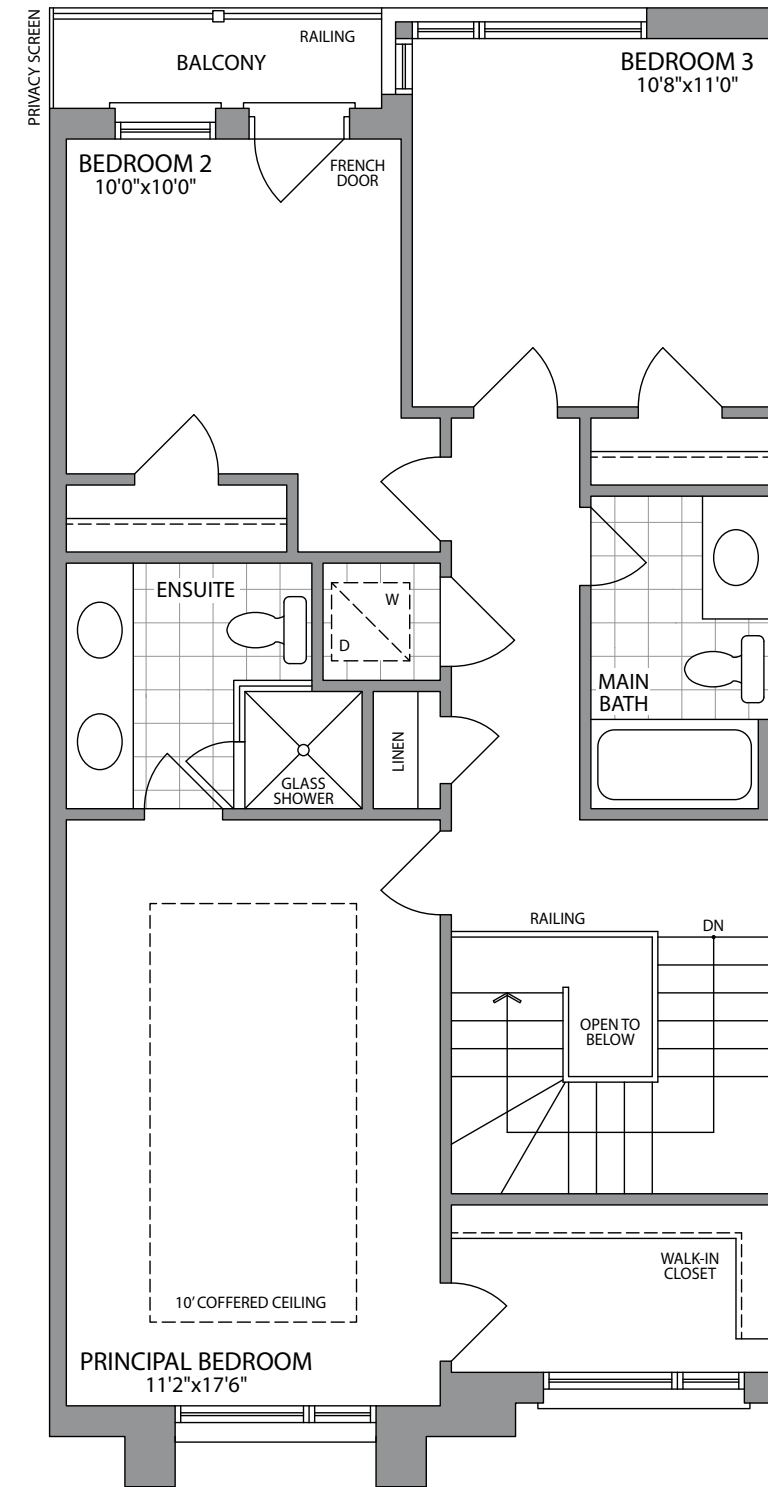 PRIVACY SCREEN
RAILING
BALCONY
BEDROOM 3
10'8"x11'0"
BEDROOM 2
10'0"x10'0"
FRENCH
DOOR
ENSUITE
W
D
MAIN
BATH
LINEN
GLASS
SHOWER
RAILING
DN
OPEN TO
BELOW
WALK-IN
CLOSET
10' COFFERED CEILING
PRINCIPAL BEDROOM
11'2"x17'6"